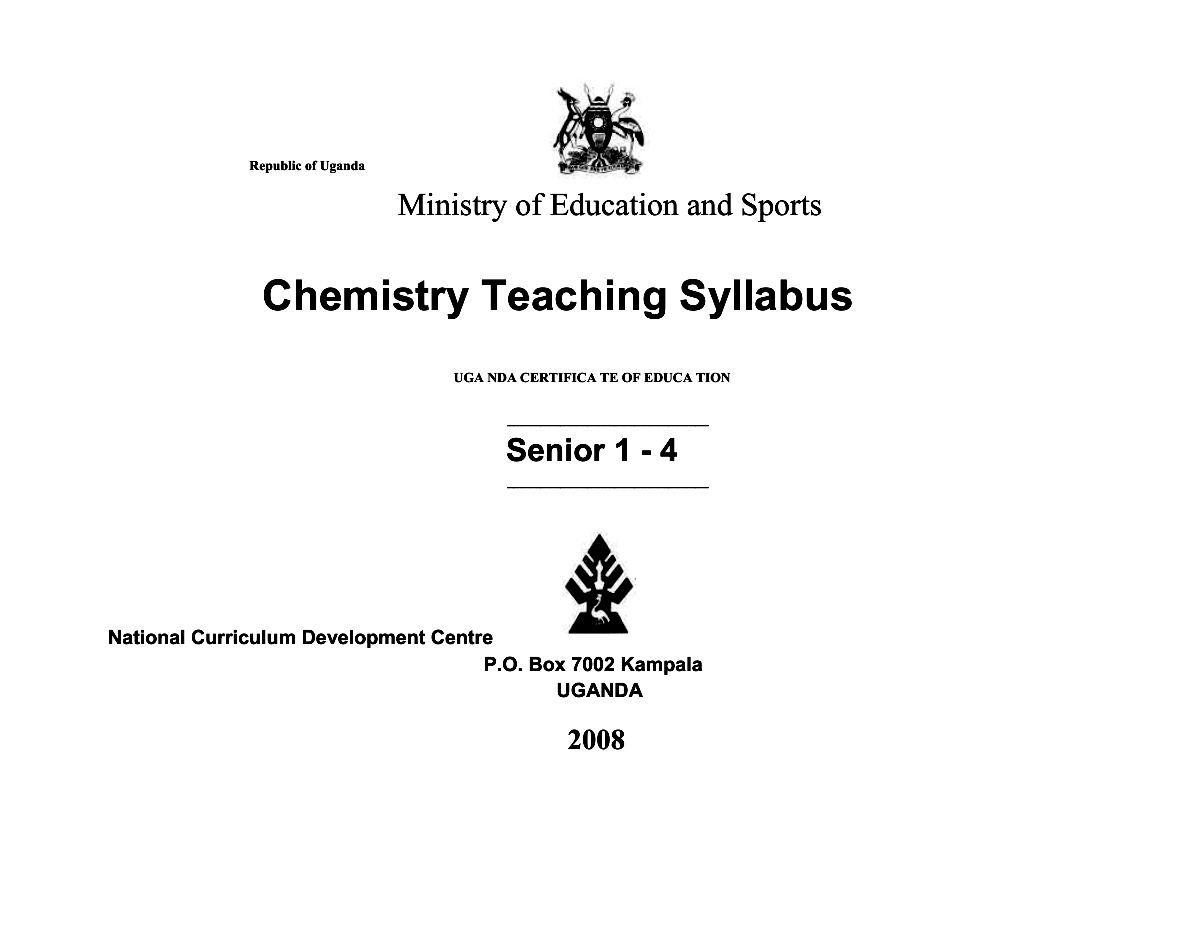 Republic of Uganda
Ministry of Education and Sports
Chemistry Teaching Syllabus
UGA NDA CERTIFICA TE OF EDUCA TION
Senior 1 - 4
National Curriculum Development Centre
P.O. Box 7002 Kampala
UGANDA
2008